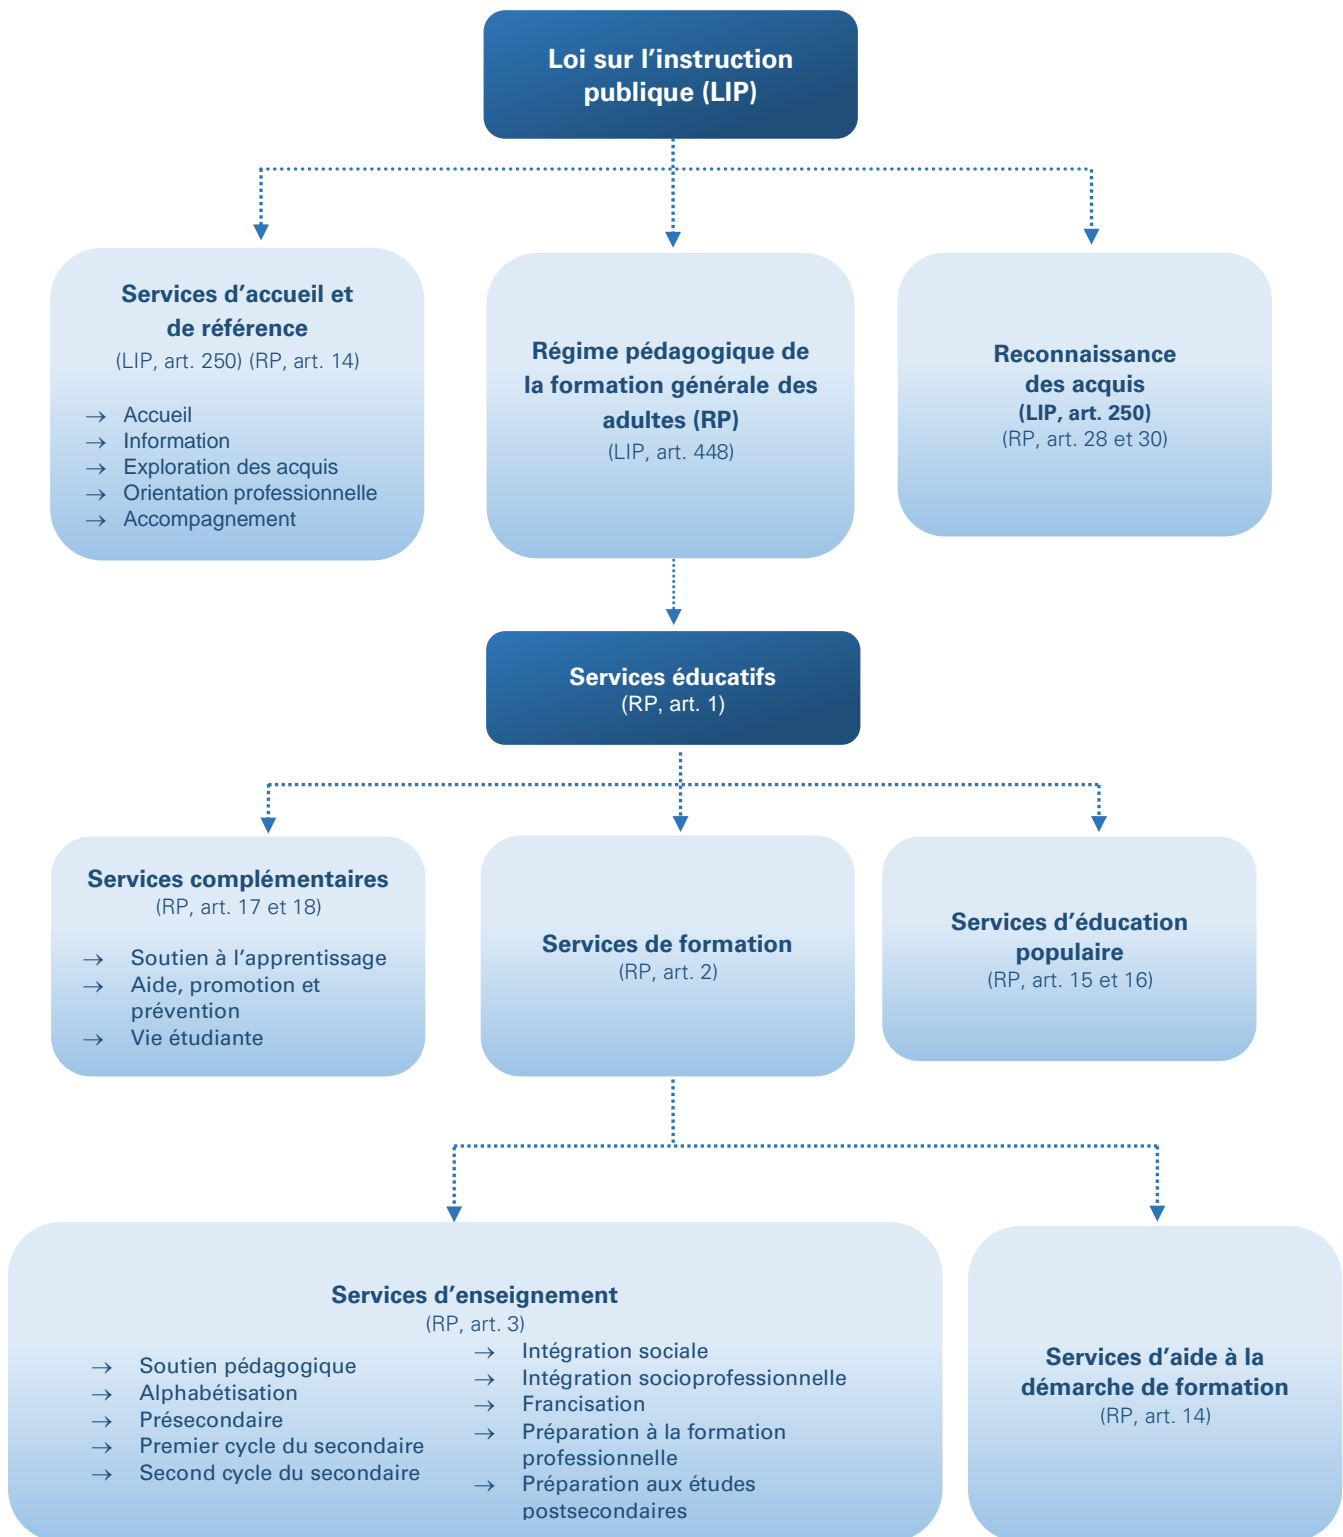 Loi sur l'instruction
publique (LIP)
Services d'accueil et
de référence
(LIP, art. 250) (RP, art. 14)
→ Accueil
→ Information
→ Exploration des acquis
→ Orientation professionnelle
→ Accompagnement
Régime pédagogique de
la formation générale des
adultes (RP)
(LIP, art. 448)
Reconnaissance
des acquis
(LIP, art. 250)
(RP, art. 28 et 30)
Services éducatifs
(RP, art. 1)
Services complémentaires
(RP, art. 17 et 18)
→ Soutien à l'apprentissage
→ Aide, promotion et
prévention
→ Vie étudiante
Services de formation
(RP, art. 2)
Services d'éducation
populaire
(RP, art. 15 et 16)
Services d'enseignement
(RP, art. 3)
→ Soutien pédagogique
→ Alphabétisation
→ Présecondaire
→ Premier cycle du secondaire
→ Second cycle du secondaire
→ Intégration sociale
→ Intégration socioprofessionnelle
→ Francisation
→ Préparation à la formation
professionnelle
→ Préparation aux études
postsecondaires
Services d'aide à la
démarche de formation
(RP, art. 14)